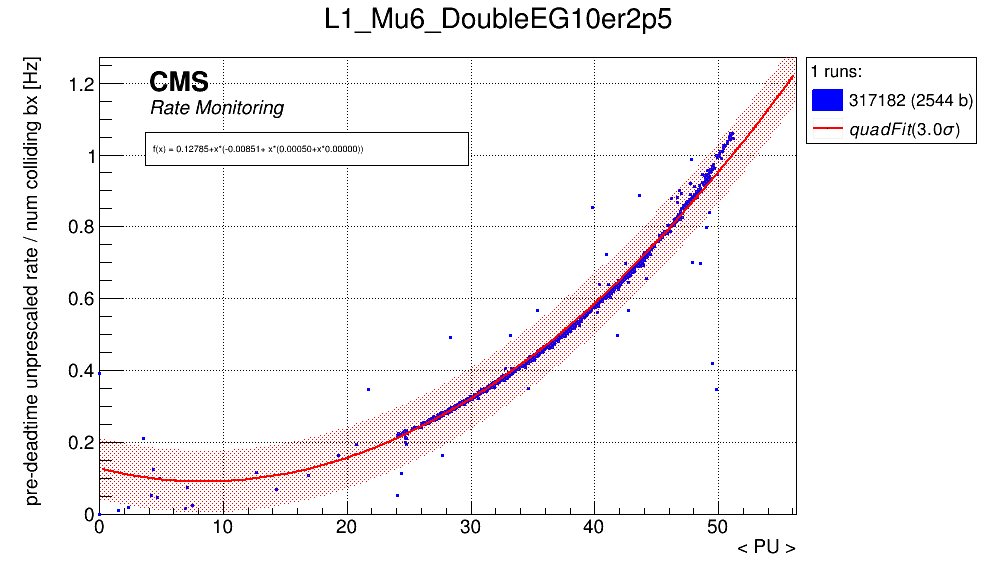 L1_Mu6_DoubleEG10er2p5
pre-deadtime unprescaled rate / num colliding bx [Hz]
CMS
Rate Monitoring
f(x) = 0.12785+x*(-0.00851+ x*(0.00050+x*0.00000))
1 runs:
317182 (2544 b)
quadFit(3.0σ)
1.2
1
0.8
0.6
0.4
0.2
0
0 10 20 30 40 50
< PU >